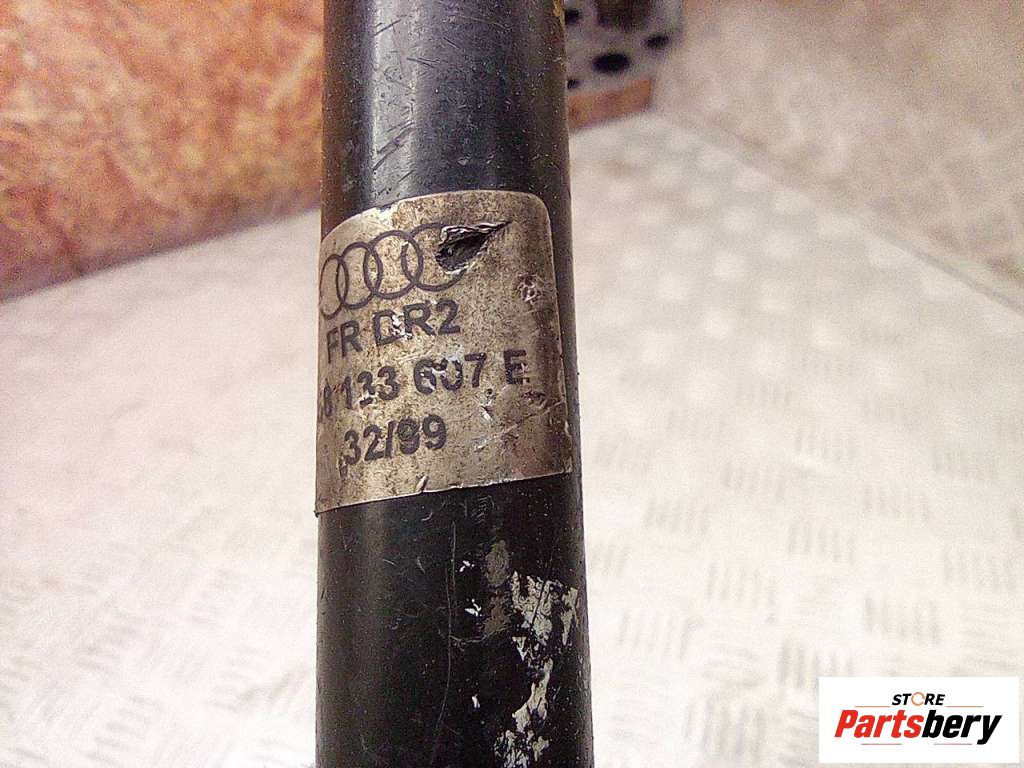 FR DR2
8 133 607 E
32/99
STORE
Partsbery